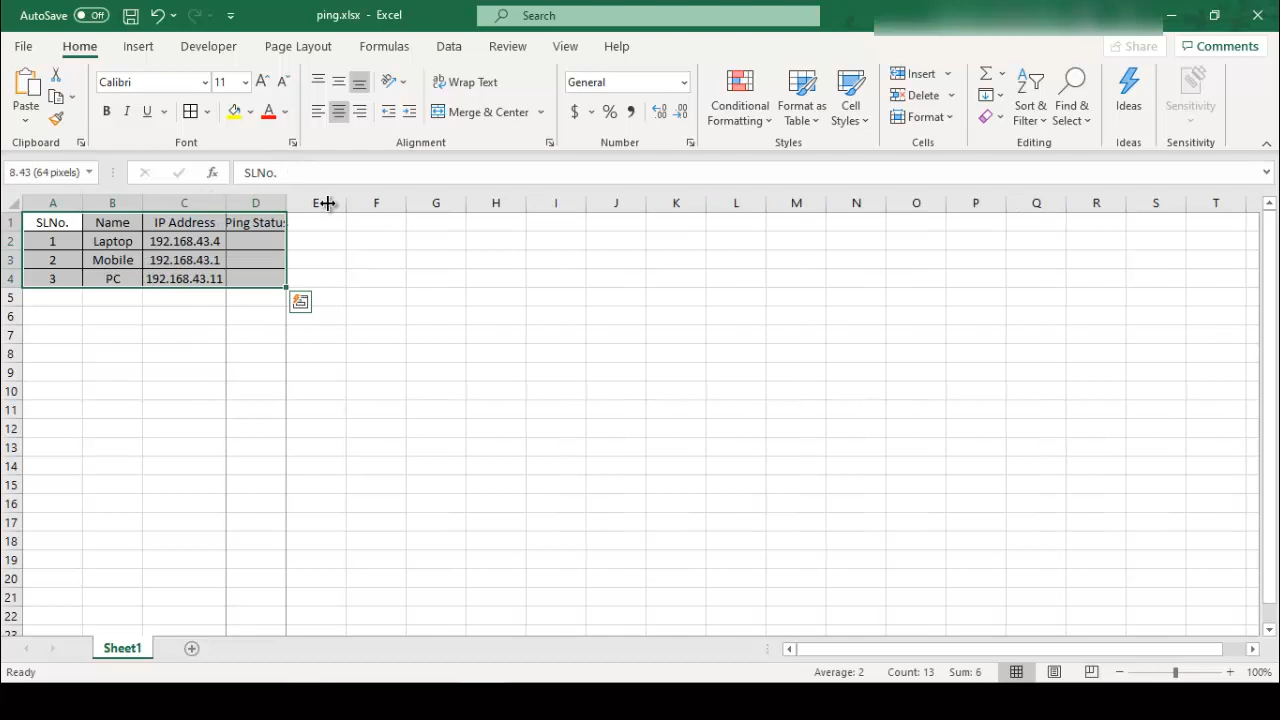 AutoSave Off ping.xlsx - Excel Search
File Home Insert Developer Page Layout Formulas Data Review View Help Share Comments
Calibri 11 Wrap Text General Insert
Paste Merge & Center Conditional Formatting Format as Table Cell Styles Delete Sort & Filter Find & Select Ideas Sensitivity
Format
Clipboard Font Alignment Number Styles Cells Editing Ideas Sensitivity
8.43 (64 pixels) fx SLNo.
A B C D E F G H I J K L M N O P Q R S T
1 SLNo. Name IP Address Ping Status
2 1 Laptop 192.168.43.4
3 2 Mobile 192.168.43.1
4 3 PC 192.168.43.11
5
6
7
8
9
10
11
12
13
14
15
16
17
18
19
20
21
22
23
Sheet1
Ready Average: 2 Count: 13 Sum: 6 100%